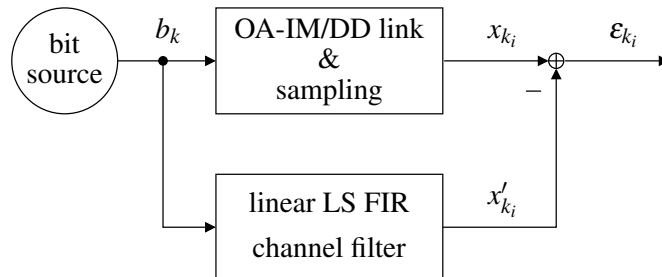 bit
source
b_k
OA-IM/DD link
&
sampling
x_{k_i}
ε_{k_i}
−
linear LS FIR
channel filter
x'_{k_i}